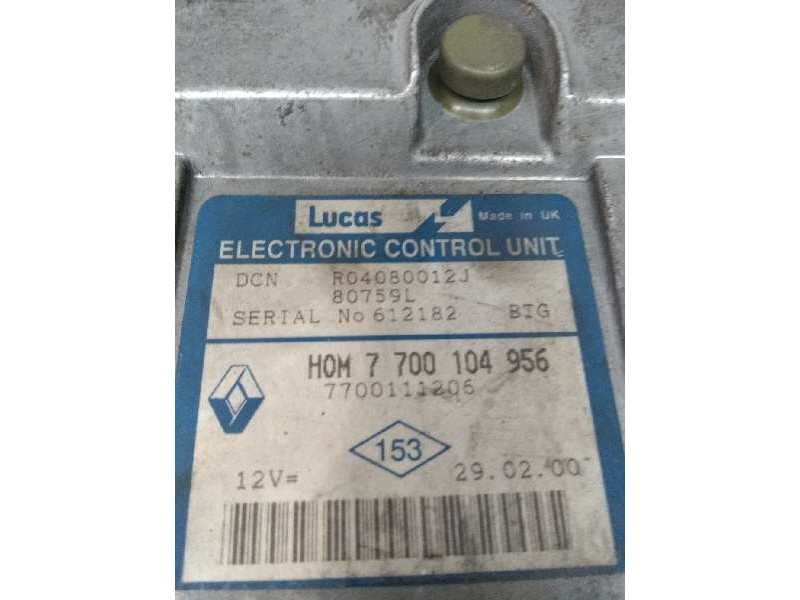 Lucas Made in UK
ELECTRONIC CONTROL UNIT
DCN R04080012J
80759L
SERIAL No 612182 BTG
HOM 7 700 104 956
7700111206
153
12V= 29.02.00